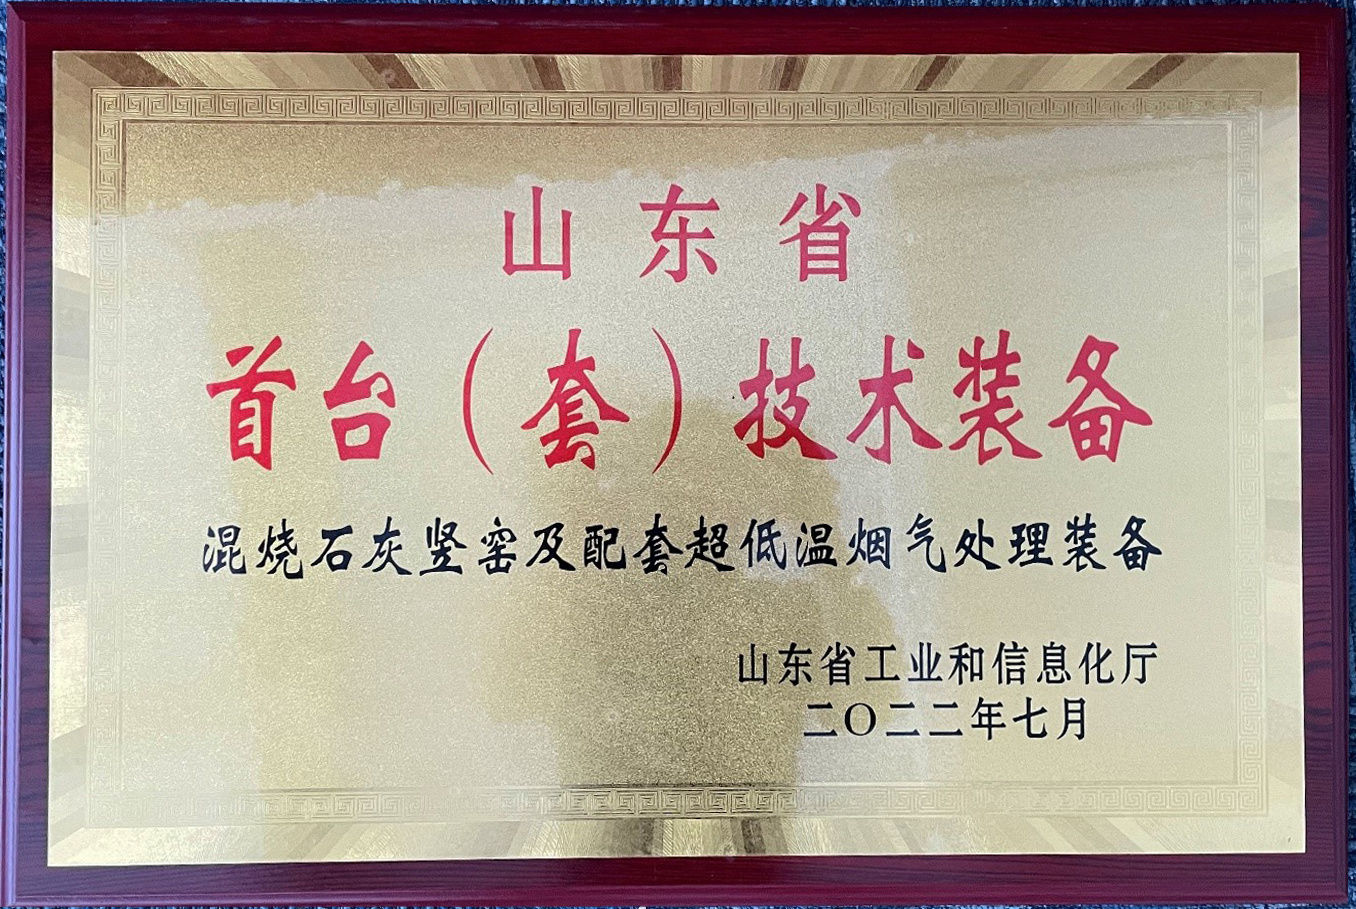 山东省
首台（套）技术装备
混烧石灰竖窑及配套超低温烟气处理装备
山东省工业和信息化厅
二〇二二年七月